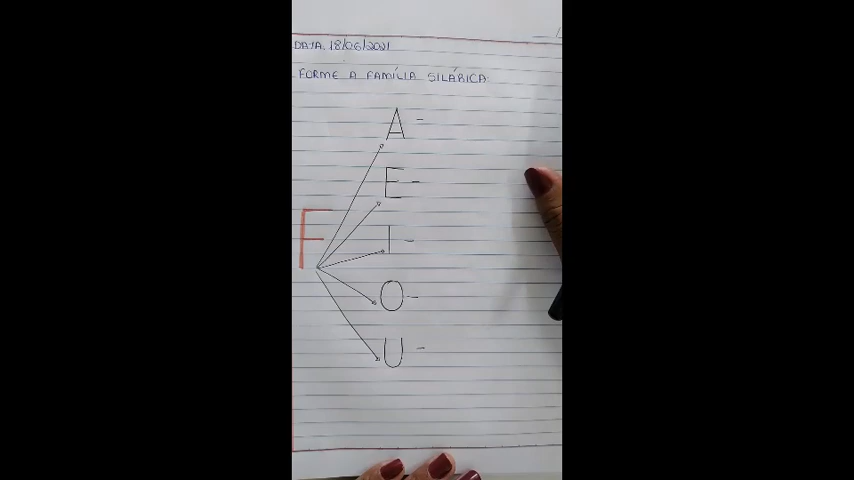 DATA. 18/06/2021
FORME A FAMÍLIA SILÁBICA:
A -
E -
F
I -
O -
U -